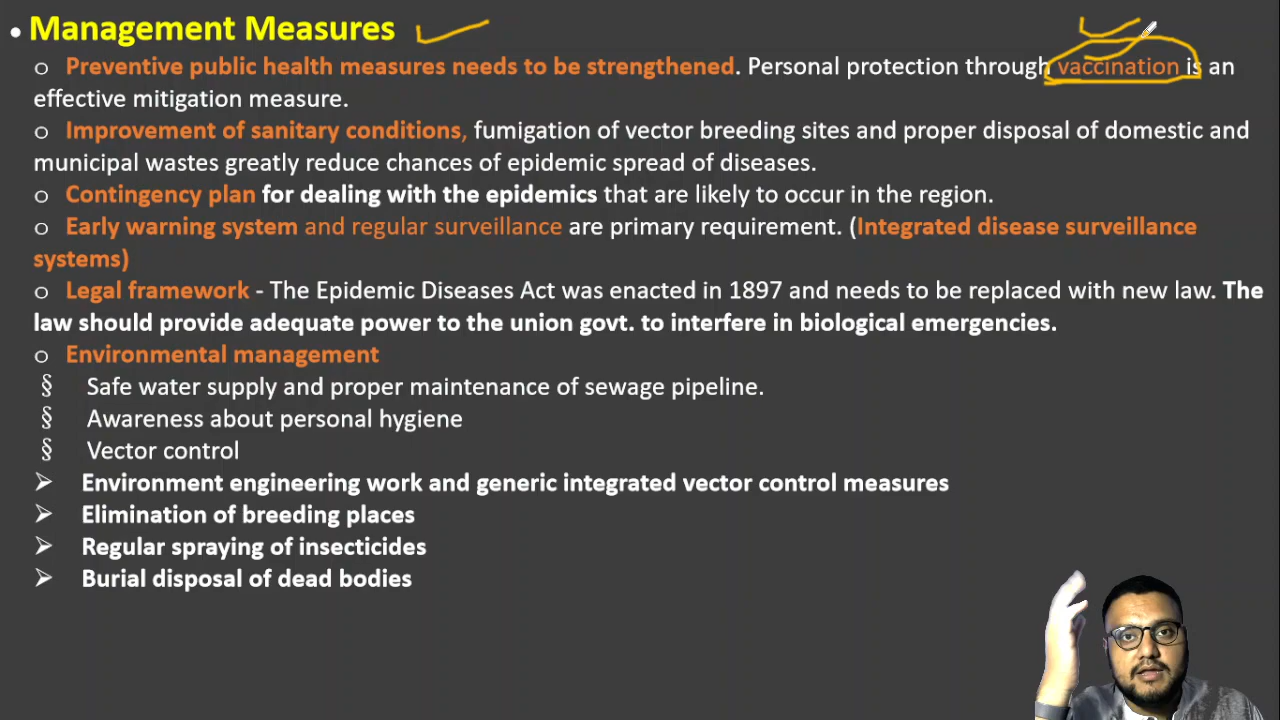 • Management Measures
o Preventive public health measures needs to be strengthened. Personal protection through vaccination is an
effective mitigation measure.
o Improvement of sanitary conditions, fumigation of vector breeding sites and proper disposal of domestic and
municipal wastes greatly reduce chances of epidemic spread of diseases.
o Contingency plan for dealing with the epidemics that are likely to occur in the region.
o Early warning system and regular surveillance are primary requirement. (Integrated disease surveillance
systems)
o Legal framework - The Epidemic Diseases Act was enacted in 1897 and needs to be replaced with new law. The
law should provide adequate power to the union govt. to interfere in biological emergencies.
o Environmental management
§ Safe water supply and proper maintenance of sewage pipeline.
§ Awareness about personal hygiene
§ Vector control
➢ Environment engineering work and generic integrated vector control measures
➢ Elimination of breeding places
➢ Regular spraying of insecticides
➢ Burial disposal of dead bodies